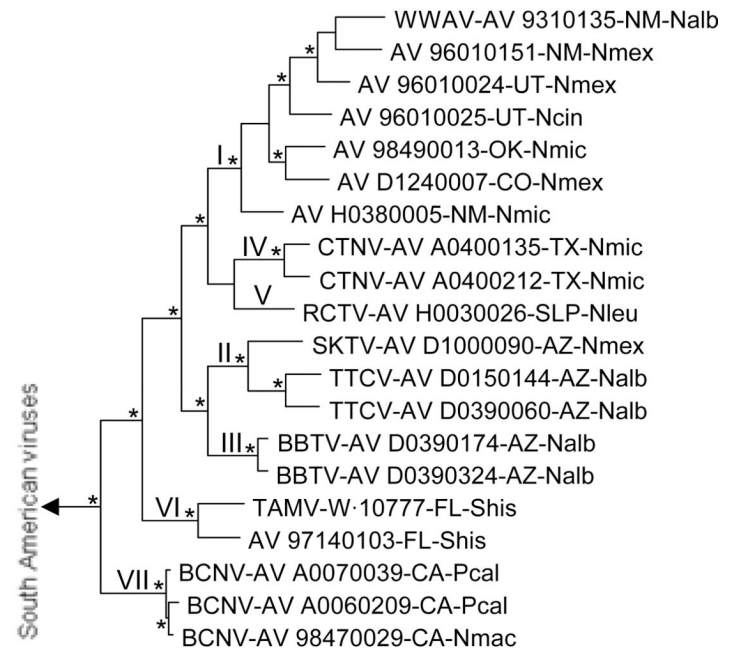 WWAV-AV 9310135-NM-Nalb
AV 96010151-NM-Nmex
*
AV 96010024-UT-Nmex
*
AV 96010025-UT-Ncin
AV 98490013-OK-Nmic
I *
*
AV D1240007-CO-Nmex
AV H0380005-NM-Nmic
*
CTNV-AV A0400135-TX-Nmic
IV *
CTNV-AV A0400212-TX-Nmic
V
RCTV-AV H0030026-SLP-Nleu
*
SKTV-AV D1000090-AZ-Nmex
II *
TTCV-AV D0150144-AZ-Nalb
*
TTCV-AV D0390060-AZ-Nalb
*
*
BBTV-AV D0390174-AZ-Nalb
III *
BBTV-AV D0390324-AZ-Nalb
*
TAMV-W·10777-FL-Shis
VI *
AV 97140103-FL-Shis
BCNV-AV A0070039-CA-Pcal
VII *
BCNV-AV A0060209-CA-Pcal
*
BCNV-AV 98470029-CA-Nmac
South American viruses